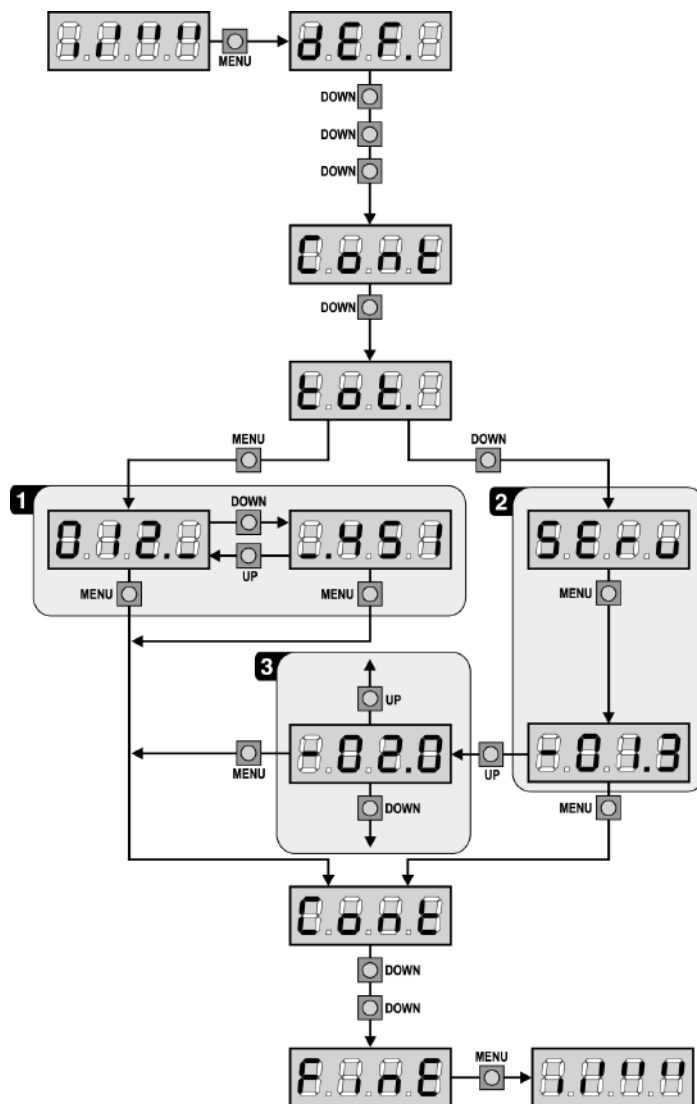 MENU
dEF.
DOWN
DOWN
DOWN
Cont
DOWN
tot.
MENU
DOWN
1
2
012.
DOWN
UP
.451
SEru
MENU
MENU
MENU
3
UP
MENU
-02.0
UP
-01.3
DOWN
MENU
Cont
DOWN
DOWN
FinE
MENU